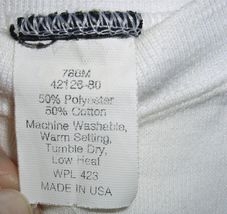 788M
42126-80
50% Polyester
50% Cotton
Machine Washable,
Warm Setting,
Tumble Dry,
Low Heat
WPL 423
MADE IN USA